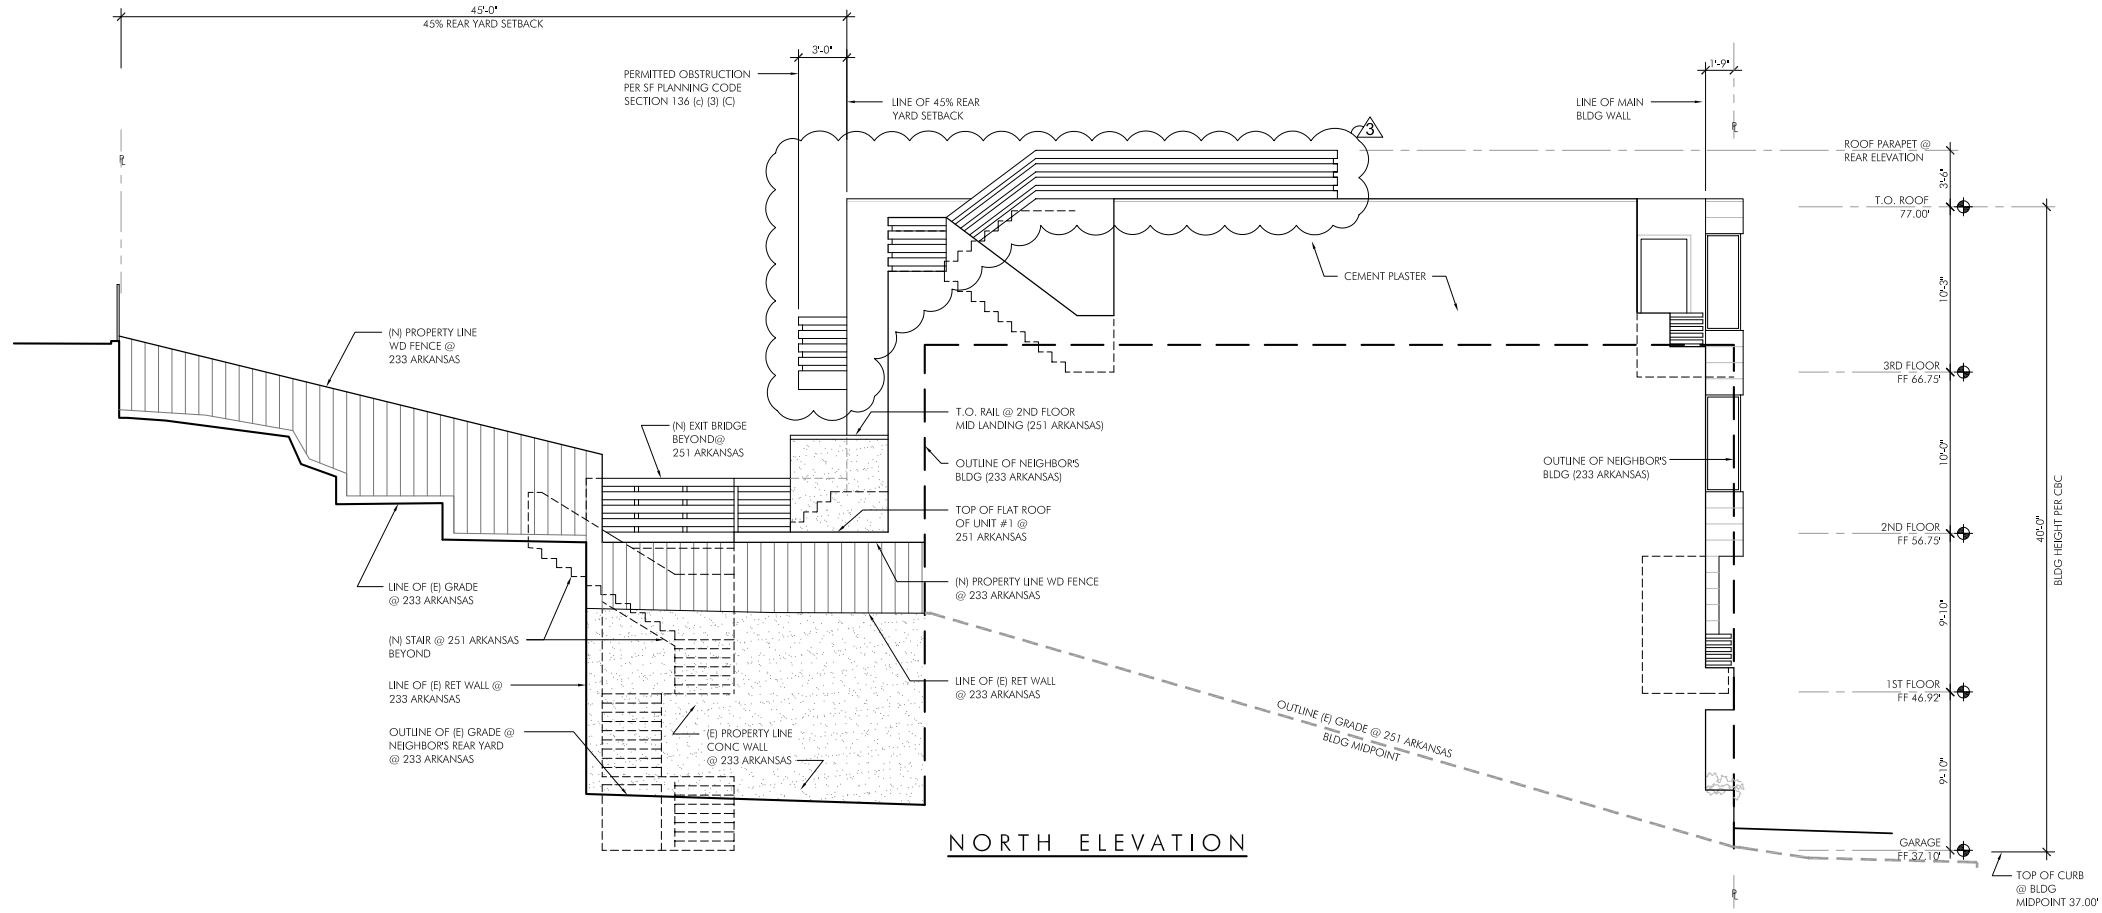 45'-0"
45% REAR YARD SETBACK
3'-0"
1'-9"
PERMITTED OBSTRUCTION
PER SF PLANNING CODE
SECTION 136 (c) (3) (C)
LINE OF 45% REAR
YARD SETBACK
LINE OF MAIN
BLDG WALL
3
ROOF PARAPET @
REAR ELEVATION
3'-6"
T.O. ROOF
77.00'
CEMENT PLASTER
10'-3"
(N) PROPERTY LINE
WD FENCE @
233 ARKANSAS
3RD FLOOR
FF 66.75'
(N) EXIT BRIDGE
BEYOND@
251 ARKANSAS
T.O. RAIL @ 2ND FLOOR
MID LANDING (251 ARKANSAS)
OUTLINE OF NEIGHBOR'S
BLDG (233 ARKANSAS)
OUTLINE OF NEIGHBOR'S
BLDG (233 ARKANSAS)
10'-0"
TOP OF FLAT ROOF
OF UNIT #1 @
251 ARKANSAS
2ND FLOOR
FF 56.75'
40'-0"
BLDG HEIGHT PER CBC
LINE OF (E) GRADE
@ 233 ARKANSAS
(N) PROPERTY LINE WD FENCE
@ 233 ARKANSAS
9'-10"
(N) STAIR @ 251 ARKANSAS
BEYOND
LINE OF (E) RET WALL @
233 ARKANSAS
LINE OF (E) RET WALL
@ 233 ARKANSAS
1ST FLOOR
FF 46.92'
OUTLINE OF (E) GRADE @
NEIGHBOR'S REAR YARD
@ 233 ARKANSAS
(E) PROPERTY LINE
CONC WALL
@ 233 ARKANSAS
OUTLINE (E) GRADE @ 251 ARKANSAS
BLDG MIDPOINT
9'-10"
NORTH ELEVATION
GARAGE
FF 37.10'
TOP OF CURB
@ BLDG
MIDPOINT 37.00'